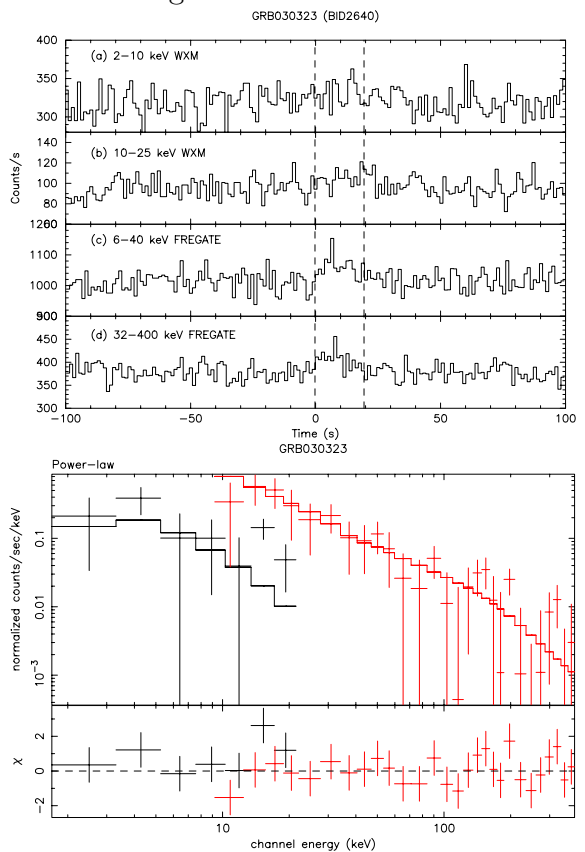 GRB030323 (BID2640)
400
(a) 2−10 keV WXM
350
300
140
(b) 10−25 keV WXM
120
100
80
(c) 6−40 keV FREGATE
1100
1000
900
(d) 32−400 keV FREGATE
450
400
350
300
Counts/s
−100 −50 0 50 100
Time (s)
GRB030323
Power−law
0.1
0.01
10−3
normalized counts/sec/keV
2
0
−2
χ
10 100
channel energy (keV)